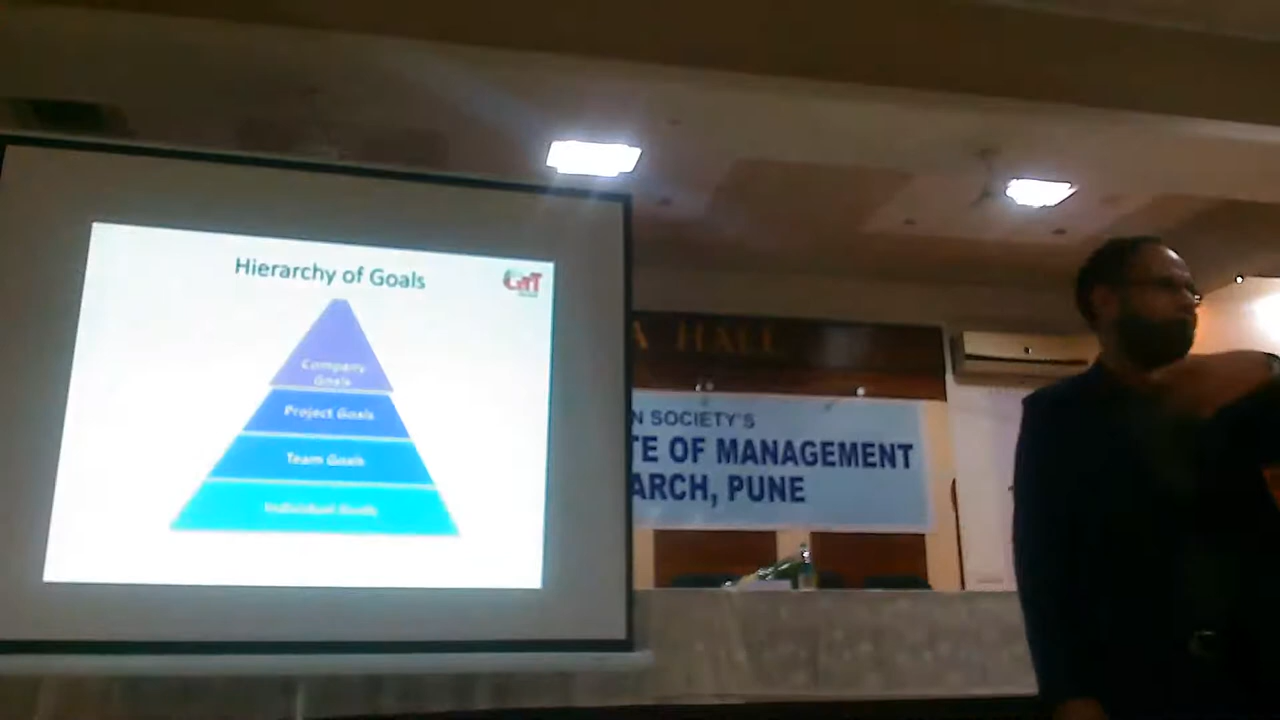 Hierarchy of Goals
Company
Goals
Project Goals
Team Goals
Individual Goals
A HALL
N SOCIETY'S
TE OF MANAGEMENT
ARCH, PUNE